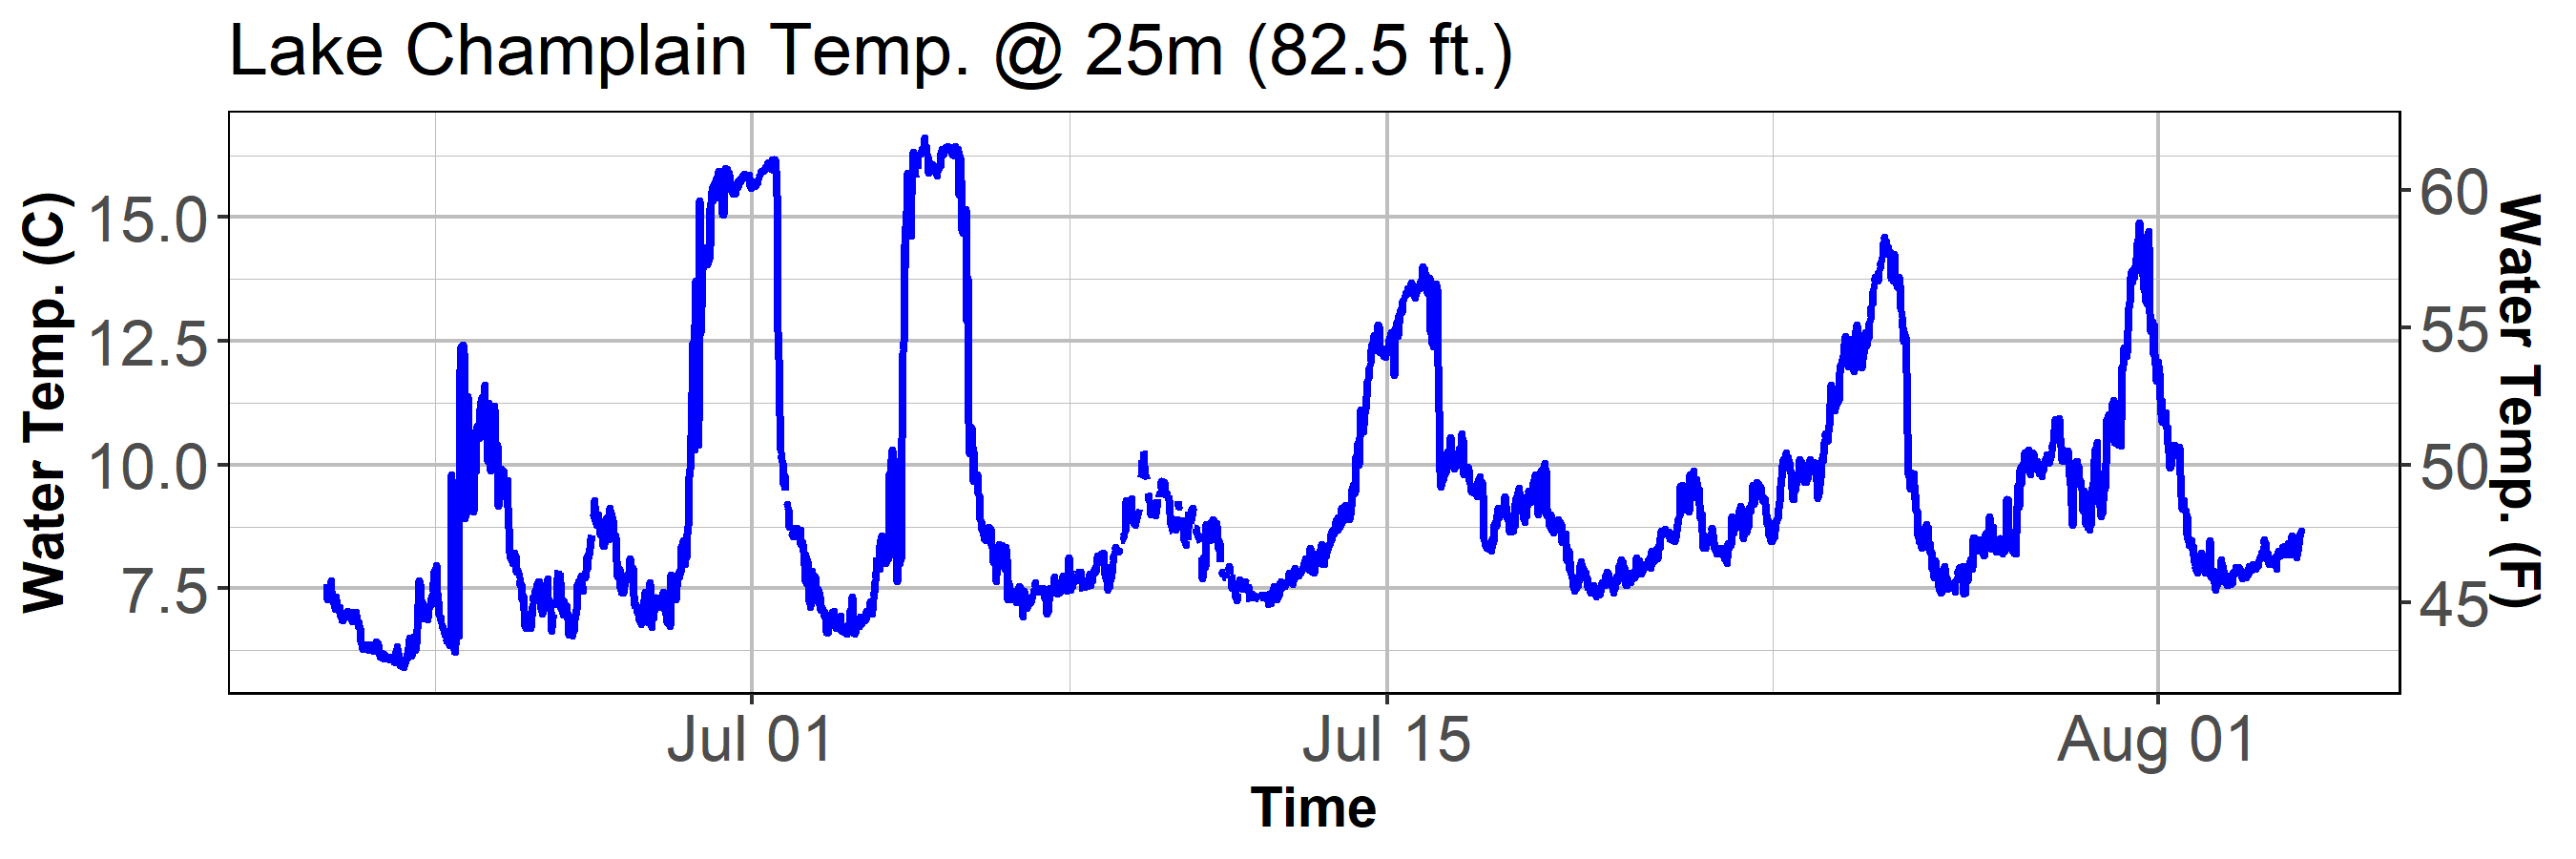 Lake Champlain Temp. @ 25m (82.5 ft.)
Water Temp. (C)
15.0
12.5
10.0
7.5
60
55
50
45
Water Temp. (F)
Jul 01
Jul 15
Aug 01
Time